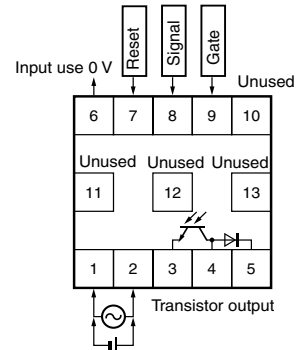 Reset
Signal
Gate
Input use 0 V
Unused
6 7 8 9 10
Unused Unused Unused
11 12 13
1 2 3 4 5
Transistor output